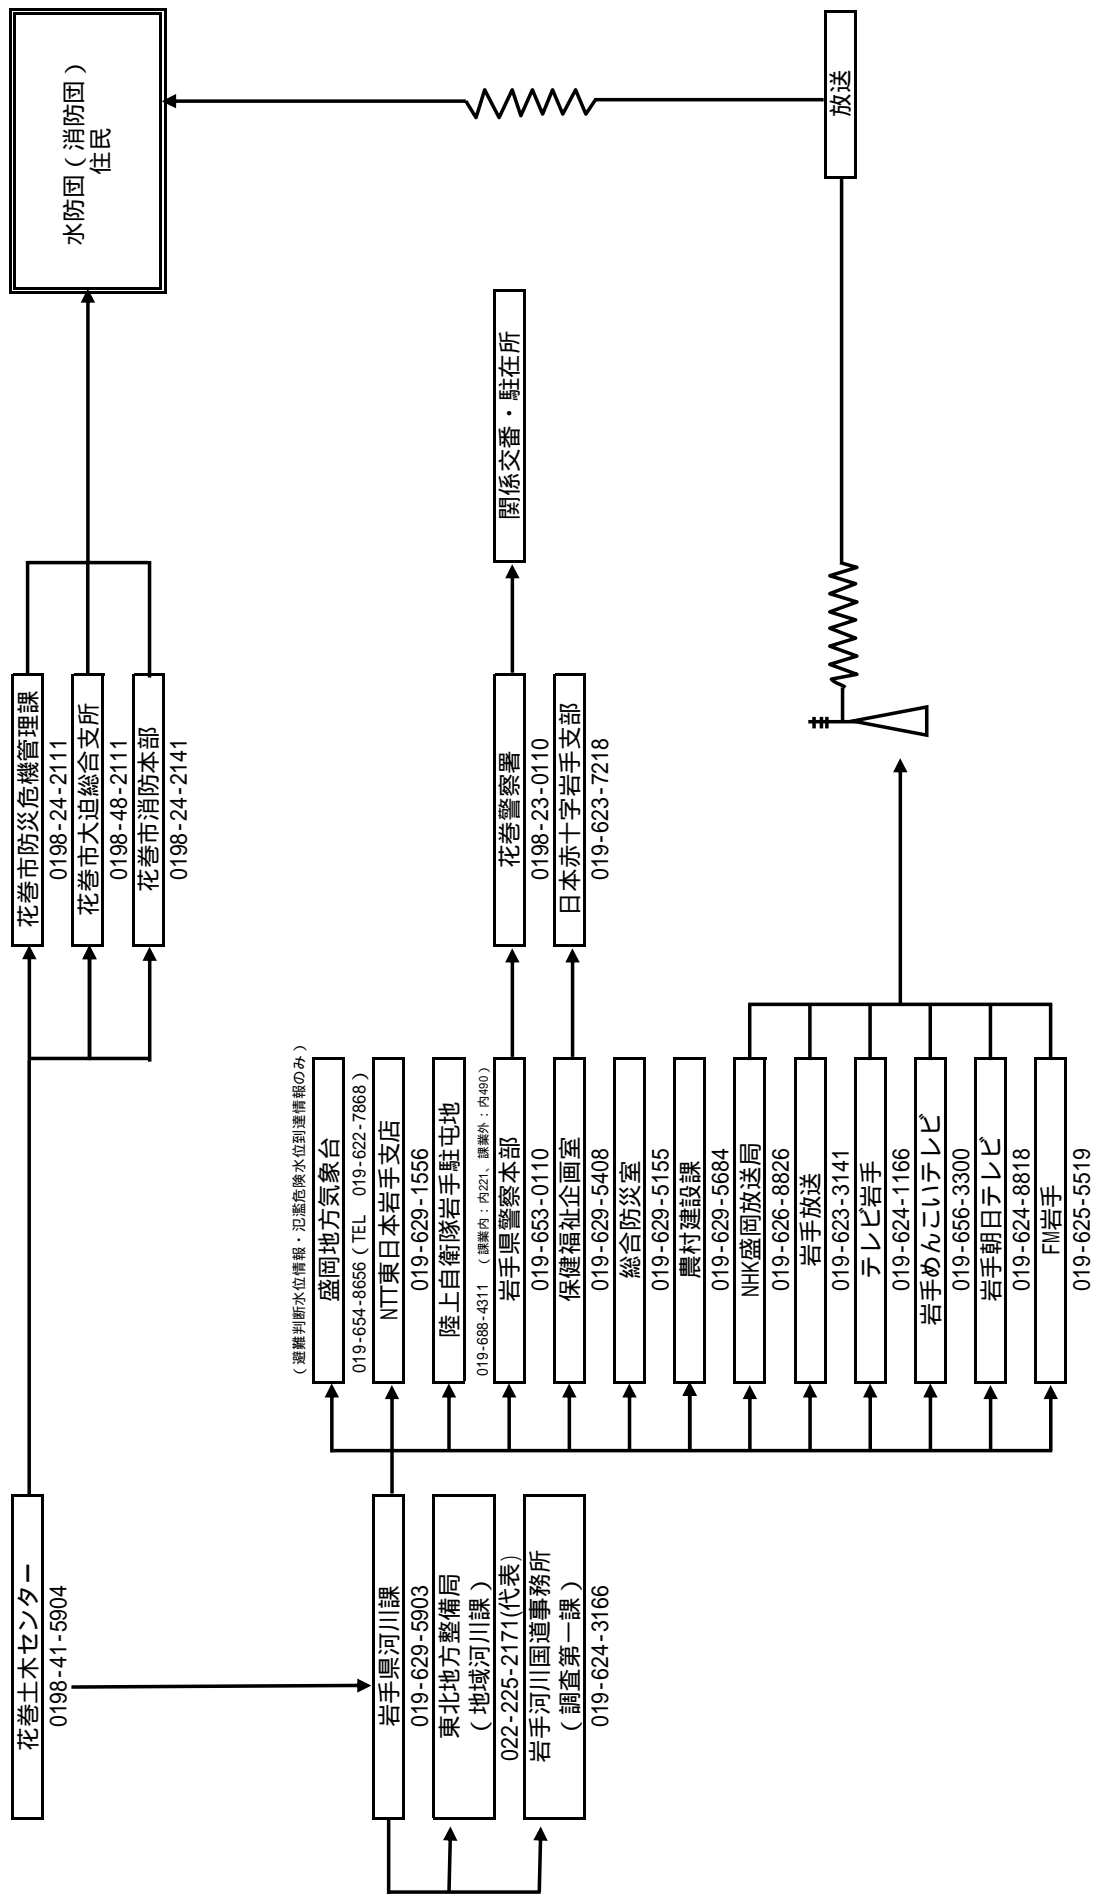 花巻土木センター
0198-41-5904
岩手県河川課
019-629-5903
東北地方整備局
（地域河川課）
022-225-2171(代表)
岩手河川国道事務所
（調査第一課）
019-624-3166
花巻市防災危機管理課
0198-24-2111
花巻市大迫総合支所
0198-48-2111
花巻市消防本部
0198-24-2141
（避難判断水位情報・氾濫危険水位到達情報のみ）
盛岡地方気象台
019-654-8656（TEL 019-622-7868）
NTT東日本岩手支店
019-629-1556
陸上自衛隊岩手駐屯地
019-688-4311 （課業内：内221、課業外：内490）
岩手県警察本部
019-653-0110
保健福祉企画室
019-629-5408
総合防災室
019-629-5155
農村建設課
019-629-5684
NHK盛岡放送局
019-626-8826
岩手放送
019-623-3141
テレビ岩手
019-624-1166
岩手めんこいテレビ
019-656-3300
岩手朝日テレビ
019-624-8818
FM岩手
019-625-5519
花巻警察署
0198-23-0110
日本赤十字岩手支部
019-623-7218
関係交番・駐在所
水防団（消防団）
住民
放送